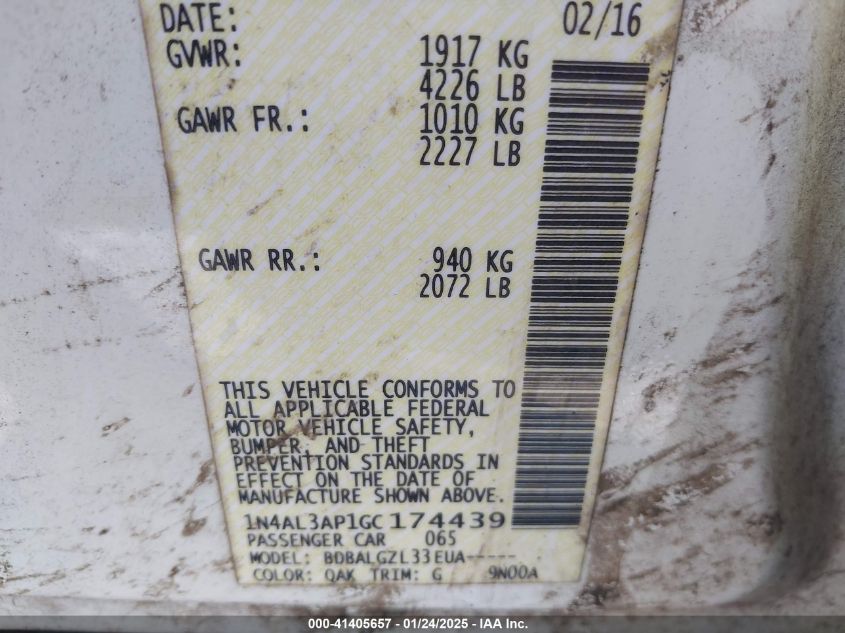 DATE: 02/16
GVWR: 1917 KG
4226 LB
GAWR FR.: 1010 KG
2227 LB
GAWR RR.: 940 KG
2072 LB
THIS VEHICLE CONFORMS TO
ALL APPLICABLE FEDERAL
MOTOR VEHICLE SAFETY,
BUMPER, AND THEFT
PREVENTION STANDARDS IN
EFFECT ON THE DATE OF
MANUFACTURE SHOWN ABOVE.
1N4AL3AP1GC174439
PASSENGER CAR 065
MODEL: BDBALGZL33EUA-----
COLOR: QAK TRIM: G 9N00A
000-41405657 - 01/24/2025 - IAA Inc.